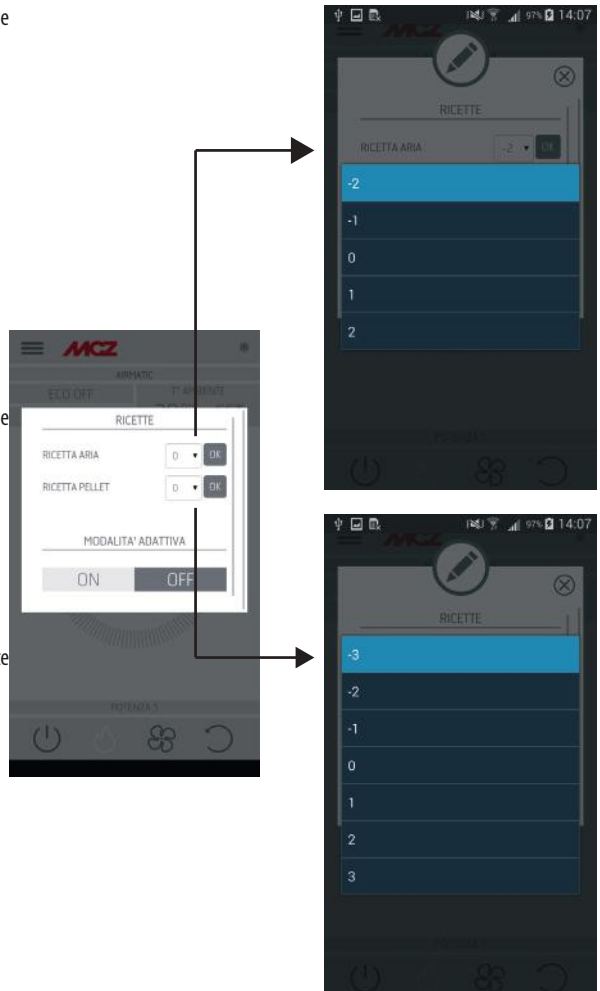 e
97% 14:07
MCZ
RICETTE
RICETTA ARIA -2 OK
-2
-1
0
1
2
MCZ
AIRMATIC
ECO OFF T° AMBIENTE
e
RICETTE
RICETTA ARIA 0 OK
RICETTA PELLET 0 OK
MODALITA' ADATTIVA
ON OFF
e
POTENZA 5
97% 14:07
MCZ
RICETTE
-3
-2
-1
0
1
2
3